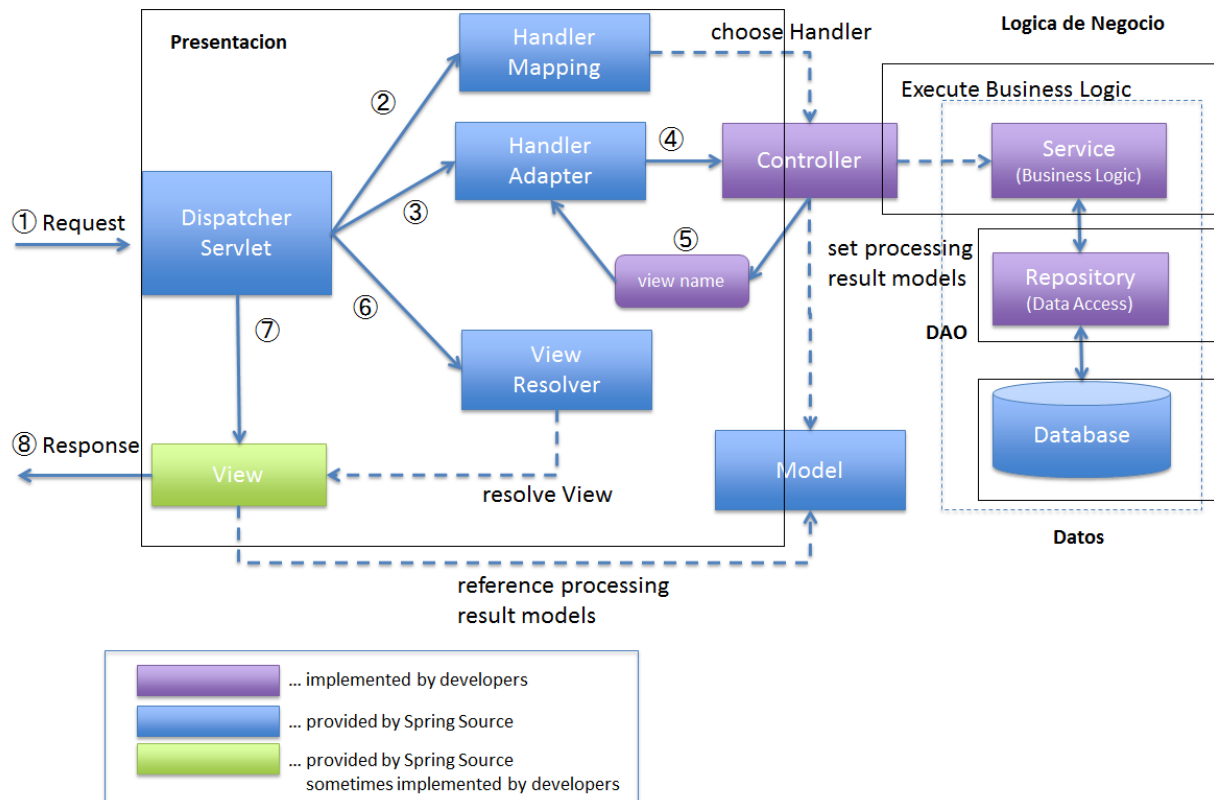 Presentacion
Handler
Mapping
choose Handler
Logica de Negocio
②
Execute Business Logic
Handler
Adapter
④
Controller
Service
(Business Logic)
① Request
Dispatcher
Servlet
③
⑤
view name
set processing
result models
Repository
(Data Access)
DAO
⑥
⑦
View
Resolver
Database
⑧ Response
View
resolve View
Model
Datos
reference processing
result models
... implemented by developers
... provided by Spring Source
... provided by Spring Source
sometimes implemented by developers